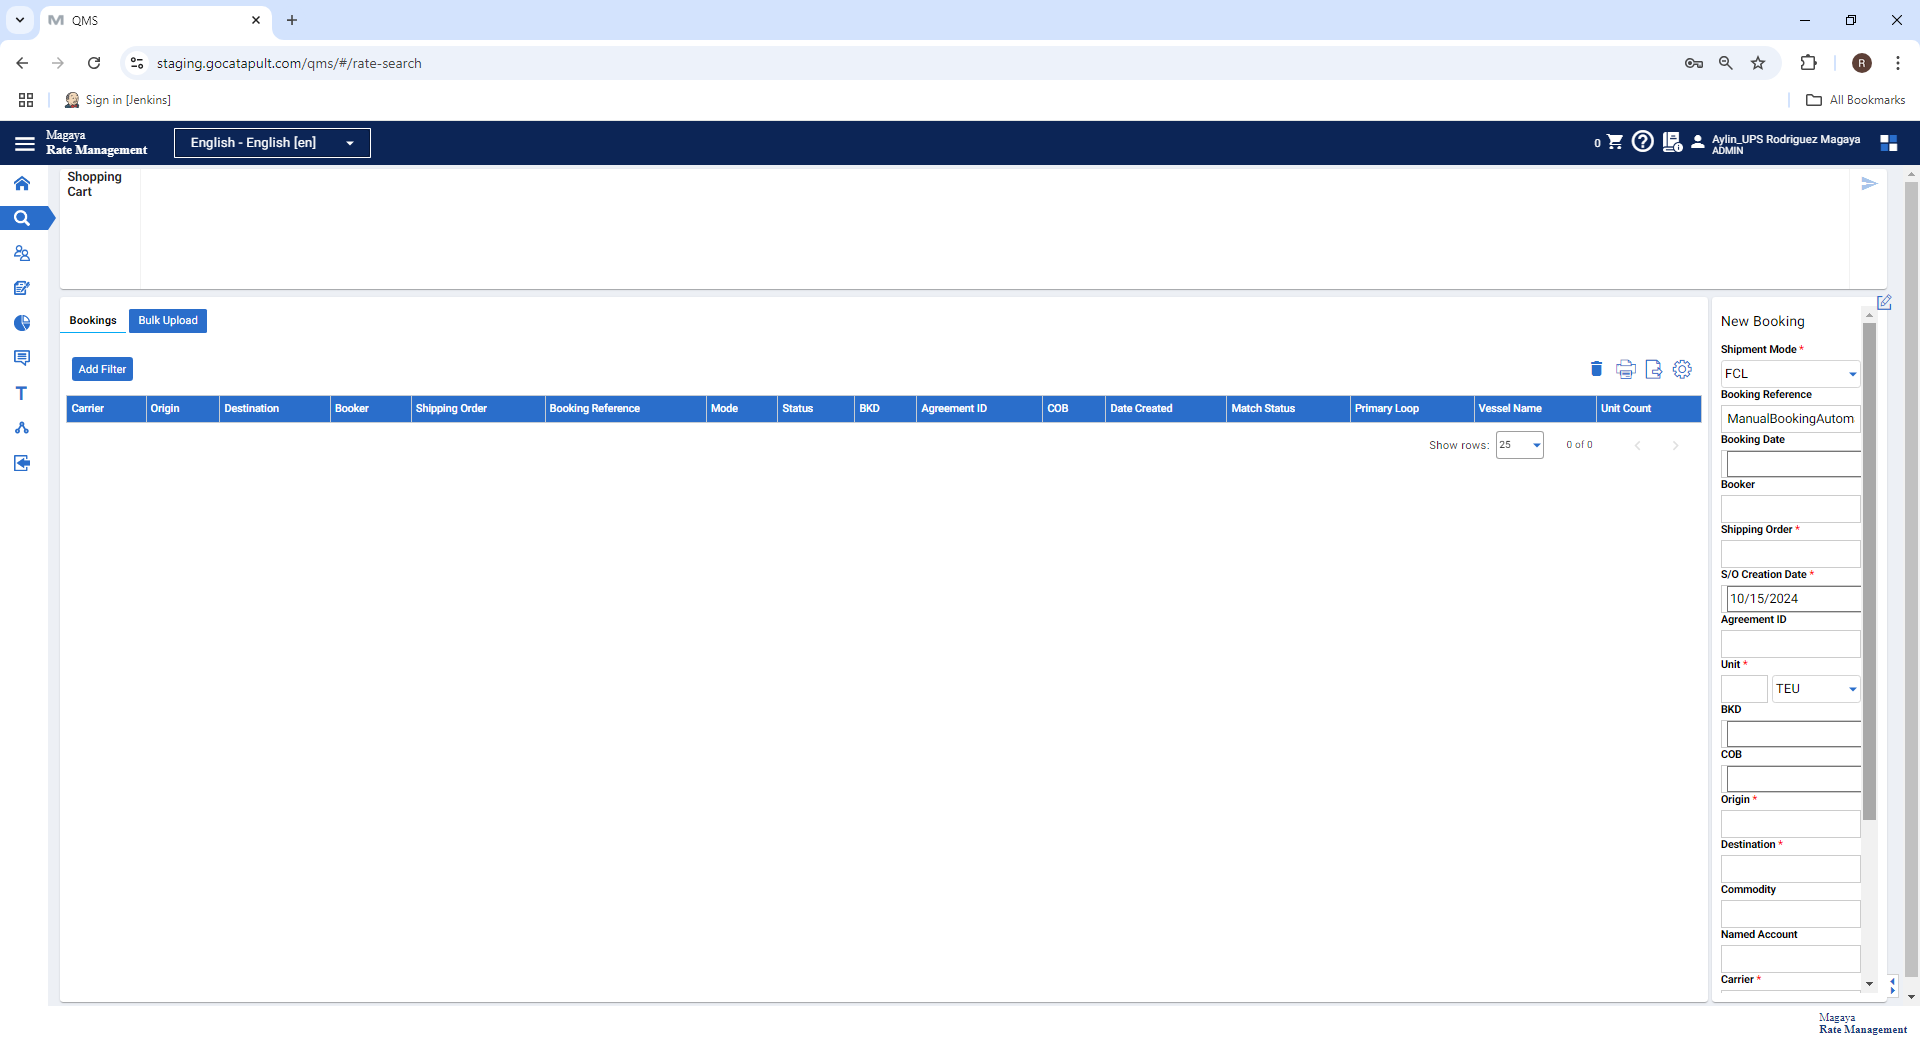 QMS
staging.gocatapult.com/qms/#/rate-search
R
Sign in [Jenkins]
All Bookmarks
Magaya
Rate Management
English - English [en]
0
Aylin_UPS Rodriguez Magaya
ADMIN
Shopping
Cart
Bookings
Bulk Upload
Add Filter
Carrier Origin Destination Booker Shipping Order Booking Reference Mode Status BKD Agreement ID COB Date Created Match Status Primary Loop Vessel Name Unit Count
Show rows: 25 0 of 0
New Booking
Shipment Mode *
FCL
Booking Reference
ManualBookingAutom
Booking Date
Booker
Shipping Order *
S/O Creation Date *
10/15/2024
Agreement ID
Unit *
TEU
BKD
COB
Origin *
Destination *
Commodity
Named Account
Carrier *
Magaya
Rate Management